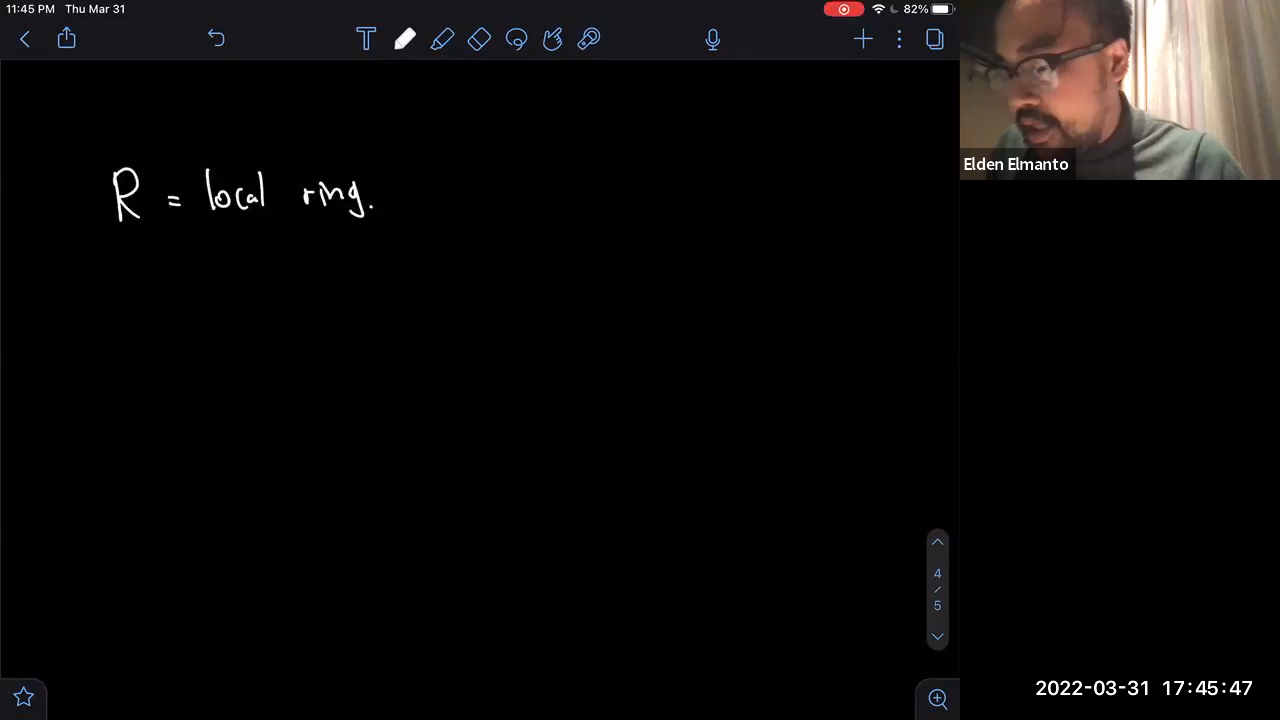 11:45 PM Thu Mar 31
82%
T
R = local ring.
Elden Elmanto
4
/
5
2022-03-31 17:45:47